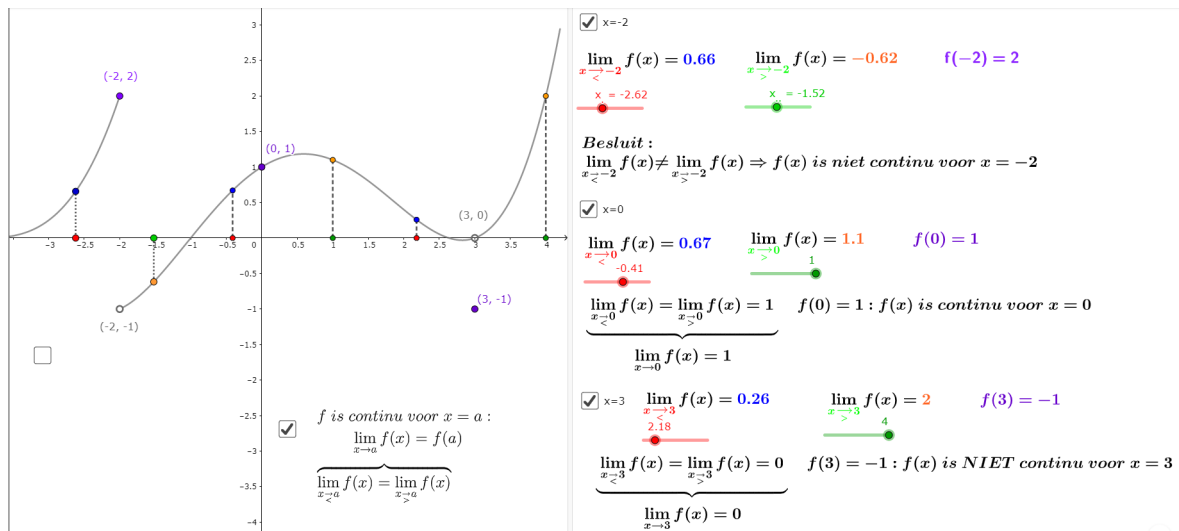 3
2.5
2
1.5
1
0.5
0
-0.5
-1
-1.5
-2
-2.5
-3
-3.5
-4
-3 -2.5 -2 -1.5 -1 -0.5 0 0.5 1 1.5 2 2.5 3 3.5 4
(-2, 2)
(0, 1)
(3, 0)
(-2, -1)
(3, -1)
f is continu voor x = a :
lim x→a f(x) = f(a)
lim x→a < f(x) = lim x→a > f(x)
x=-2
lim x→−2 < f(x) = 0.66 lim x→−2 > f(x) = −0.62 f(−2) = 2
x = -2.62 x = -1.52
Besluit :
lim x→−2 < f(x) ≠ lim x→−2 > f(x) ⇒ f(x) is niet continu voor x = −2
x=0
lim x→0 < f(x) = 0.67 lim x→0 > f(x) = 1.1 f(0) = 1
-0.41 1
lim x→0 < f(x) = lim x→0 > f(x) = 1 f(0) = 1 : f(x) is continu voor x = 0
lim x→0 f(x) = 1
x=3
lim x→3 < f(x) = 0.26 lim x→3 > f(x) = 2 f(3) = −1
2.18 4
lim x→3 < f(x) = lim x→3 > f(x) = 0 f(3) = −1 : f(x) is NIET continu voor x = 3
lim x→3 f(x) = 0